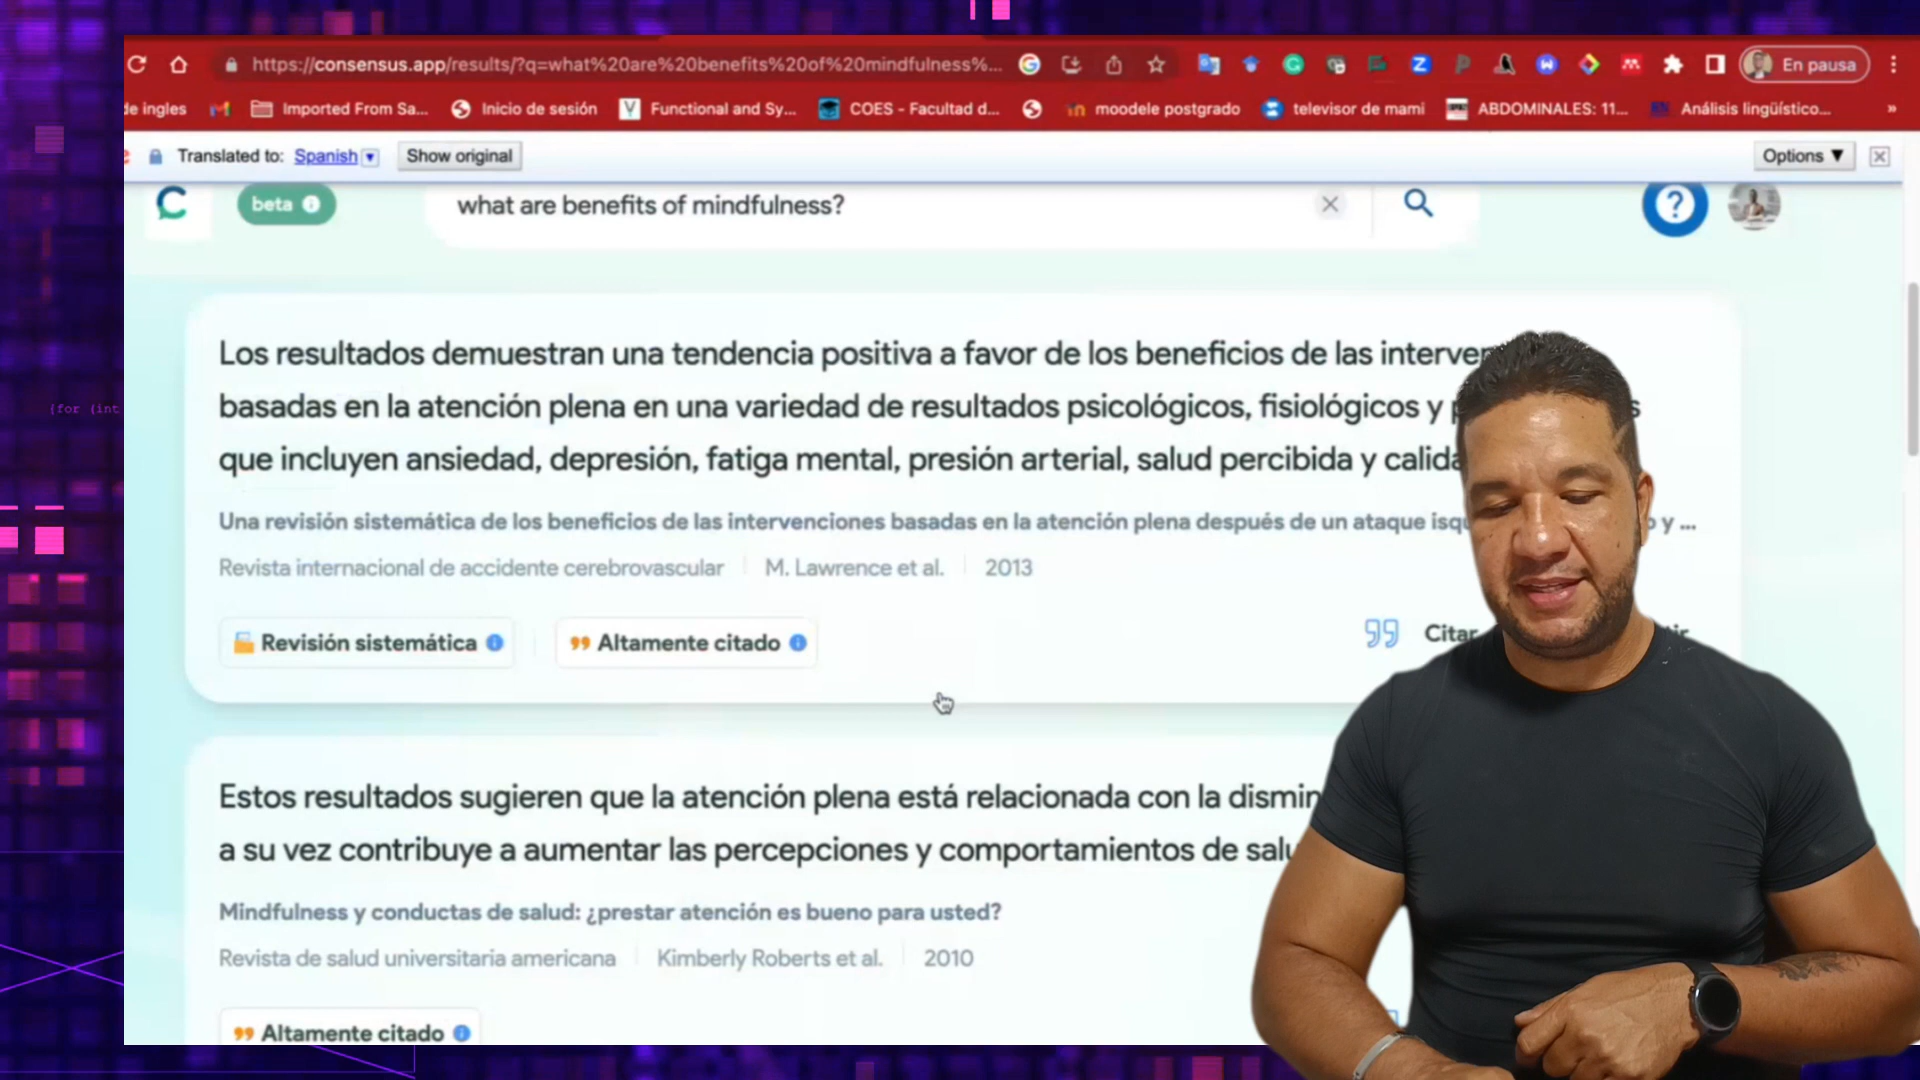 https://consensus.app/results/?q=what%20are%20benefits%20of%20mindfulness%...
En pausa
de ingles
Imported From Sa...
Inicio de sesión
Functional and Sy...
COES - Facultad d...
moodele postgrado
televisor de mami
ABDOMINALES: 11...
Análisis lingüístico...
»
Translated to: Spanish
Show original
Options
beta
what are benefits of mindfulness?
{for (int
Los resultados demuestran una tendencia positiva a favor de los beneficios de las
basadas en la atención plena en una variedad de resultados psicológicos, fisiológicos y
que incluyen ansiedad, depresión, fatiga mental, presión arterial, salud percibida y
Una revisión sistemática de los beneficios de las intervenciones basadas en la atención plena después de un ataque y ...
Revista internacional de accidente cerebrovascular
M. Lawrence et al.
2013
Revisión sistemática
Altamente citado
Citar
Estos resultados sugieren que la atención plena está relacionada con la
a su vez contribuye a aumentar las percepciones y comportamientos de
Mindfulness y conductas de salud: ¿prestar atención es bueno para usted?
Revista de salud universitaria americana
Kimberly Roberts et al.
2010
Altamente citado